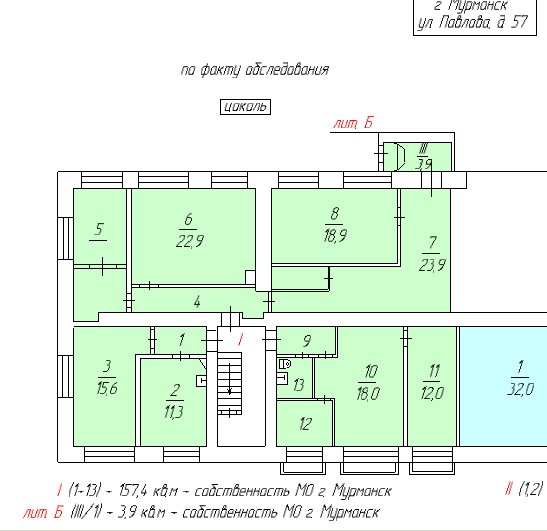 г Мурманск
ул Павлова, д 57
по факту обследования
цоколь
лит. Б
III
3,9
5
6
22,9
8
18,9
7
23,9
4
1
I
9
3
15,6
2
11,3
13
10
18,0
11
12,0
1
32,0
12
I (1-13) - 157,4 кв.м - собственность МО г. Мурманск
II (1,2)
лит. Б (III/1) - 3,9 кв.м - собственность МО г. Мурманск